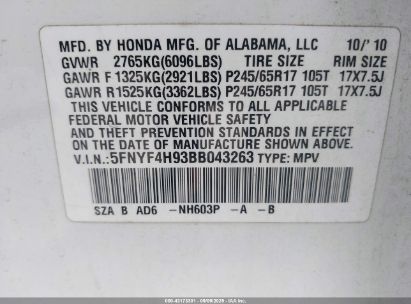 MFD. BY HONDA MFG. OF ALABAMA, LLC 10/'10
GVWR 2765KG(6096LBS) TIRE SIZE RIM SIZE
GAWR F 1325KG(2921LBS) P245/65R17 105T 17X7.5J
GAWR R 1525KG(3362LBS) P245/65R17 105T 17X7.5J
THIS VEHICLE CONFORMS TO ALL APPLICABLE
FEDERAL MOTOR VEHICLE SAFETY
AND THEFT PREVENTION STANDARDS IN EFFECT
ON THE DATE OF MANUFACTURE SHOWN ABOVE.
V.I.N.: 5FNYF4H93BB043263 TYPE: MPV
SZA B AD6 -NH603P -A -B